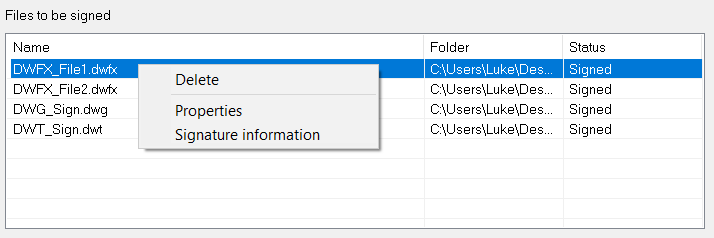 Files to be signed
Name Folder Status
DWFX_File1.dwfx C:\Users\Luke\Des... Signed
Delete
DWFX_File2.dwfx C:\Users\Luke\Des... Signed
DWG_Sign.dwg Properties C:\Users\Luke\Des... Signed
DWT_Sign.dwt Signature information C:\Users\Luke\Des... Signed